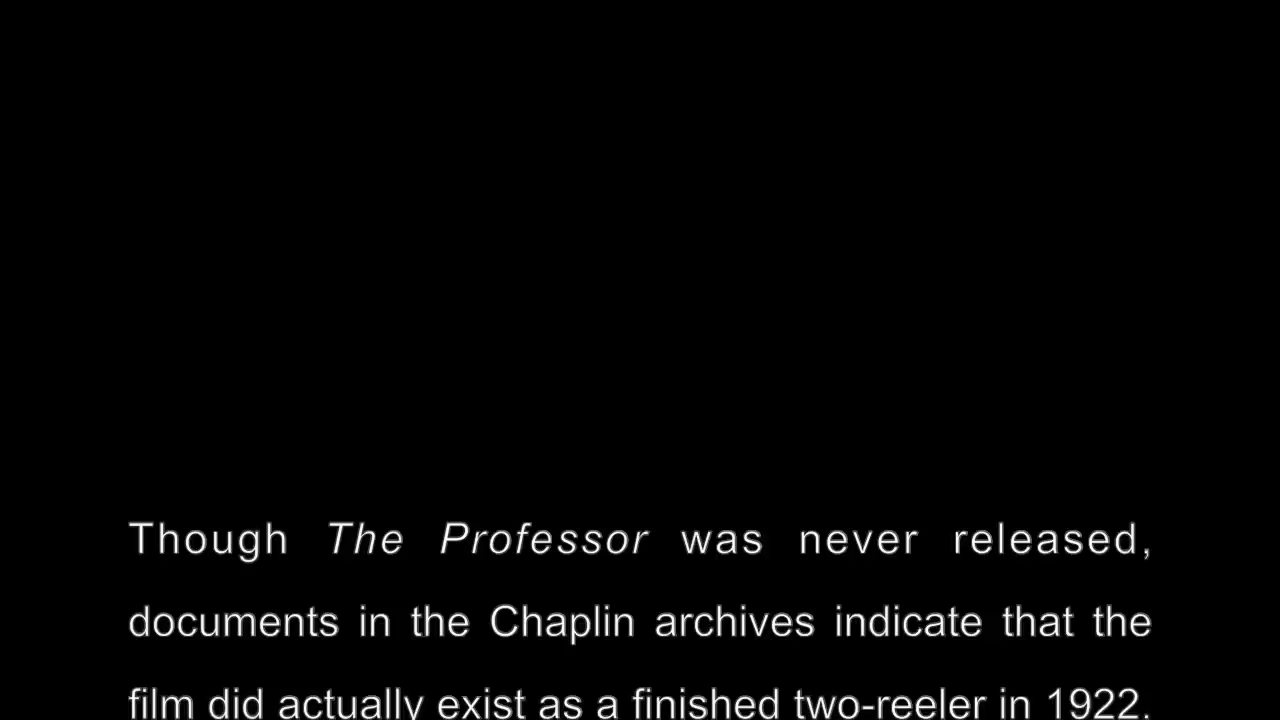 Though The Professor was never released,
documents in the Chaplin archives indicate that the
film did actually exist as a finished two-reeler in 1922.